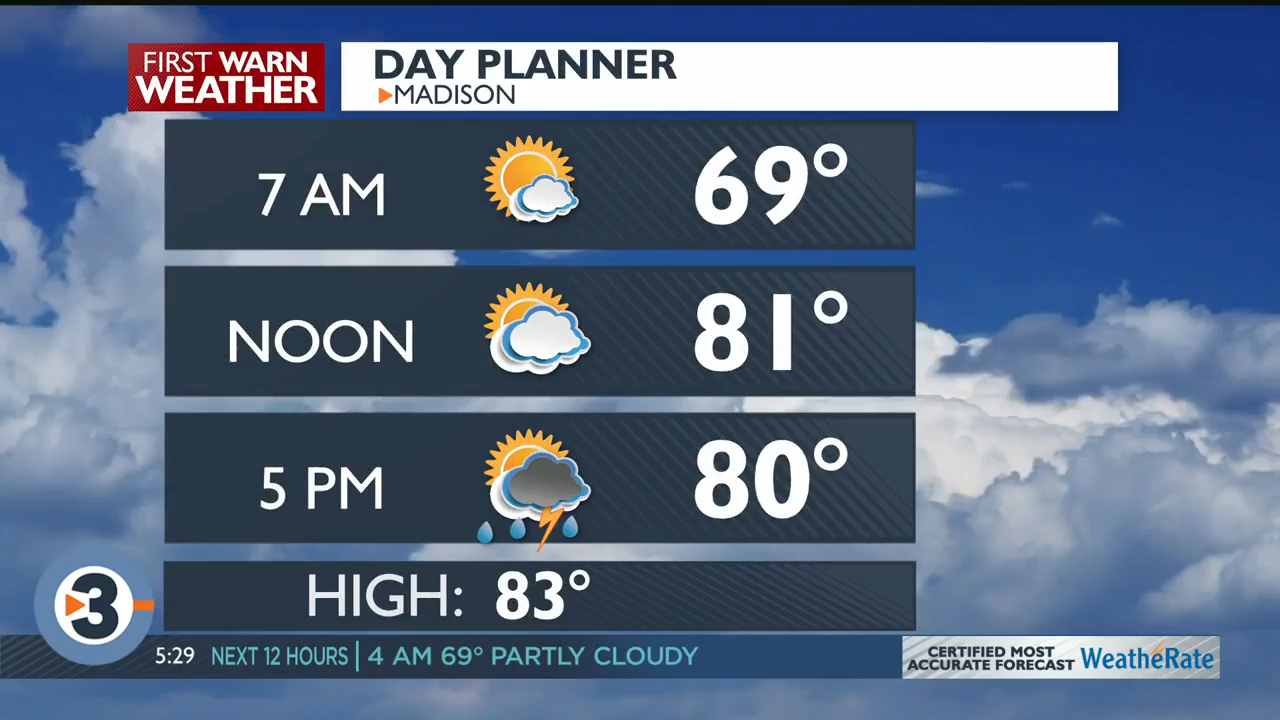 FIRST WARN
WEATHER
DAY PLANNER
MADISON
7 AM 69°
NOON 81°
5 PM 80°
HIGH: 83°
3
5:29 NEXT 12 HOURS | 4 AM 69° PARTLY CLOUDY
CERTIFIED MOST
ACCURATE FORECAST WeatheRate